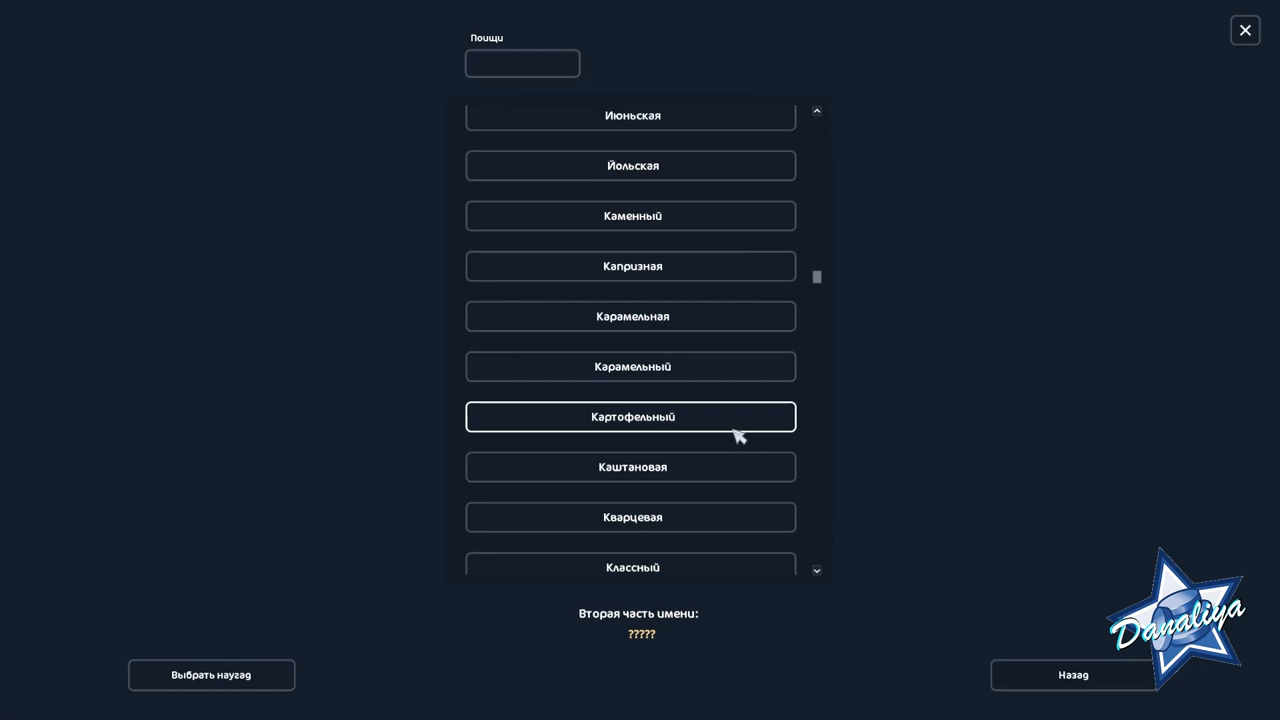 Поищи
Июньская
Йольская
Каменный
Капризная
Карамельная
Карамельный
Картофельный
Каштановая
Кварцевая
Классный
Вторая часть имени:
?????
Выбрать наугад
Назад
Danaliya